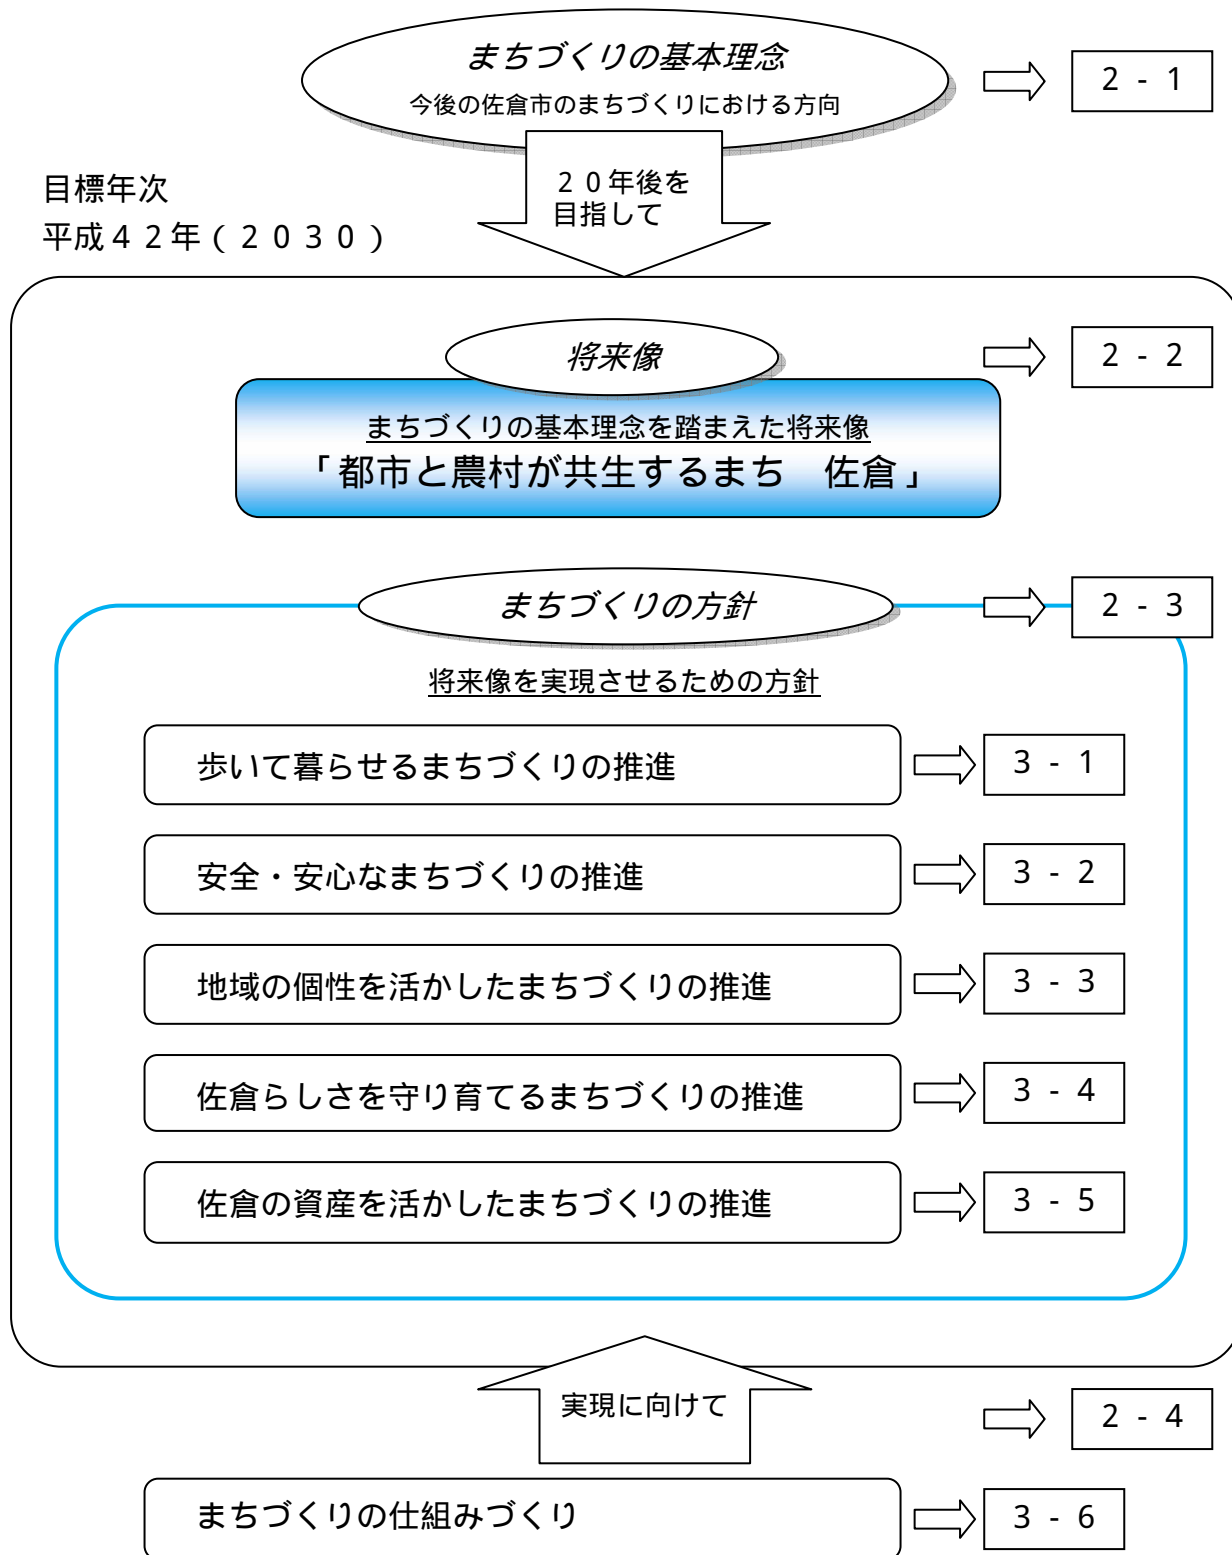 まちづくりの基本理念
今後の佐倉市のまちづくりにおける方向
２-１
２０年後を
目指して
目標年次
平成４２年(２０３０)
将来像
２-２
まちづくりの基本理念を踏まえた将来像
「都市と農村が共生するまち　佐倉」
まちづくりの方針
２-３
将来像を実現させるための方針
歩いて暮らせるまちづくりの推進
３-１
安全・安心なまちづくりの推進
３-２
地域の個性を活かしたまちづくりの推進
３-３
佐倉らしさを守り育てるまちづくりの推進
３-４
佐倉の資産を活かしたまちづくりの推進
３-５
実現に向けて
２-４
まちづくりの仕組みづくり
３-６